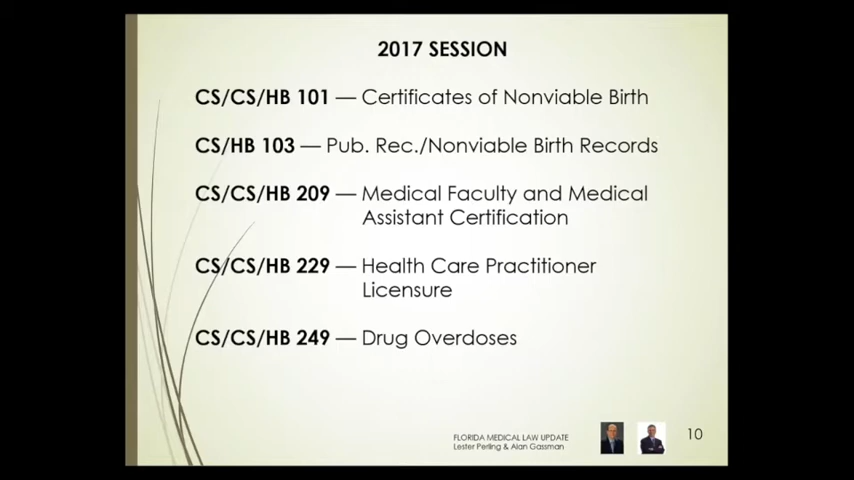 2017 SESSION
CS/CS/HB 101 — Certificates of Nonviable Birth
CS/HB 103 — Pub. Rec./Nonviable Birth Records
CS/CS/HB 209 — Medical Faculty and Medical
Assistant Certification
CS/CS/HB 229 — Health Care Practitioner
Licensure
CS/CS/HB 249 — Drug Overdoses
FLORIDA MEDICAL LAW UPDATE
Lester Perling & Alan Gassman
10